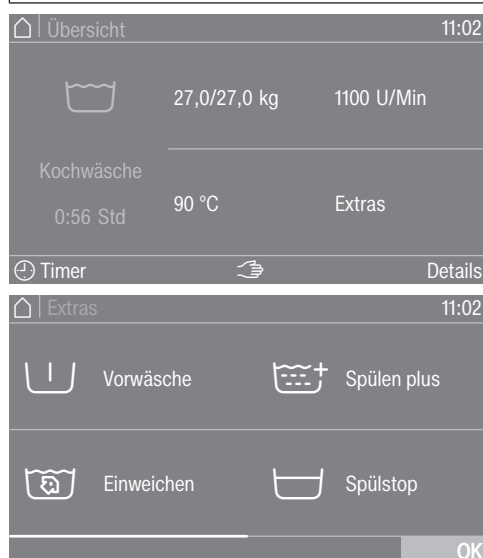 Übersicht 11:02
27,0/27,0 kg 1100 U/Min
Kochwäsche
0:56 Std
90 °C Extras
Timer Details
Extras 11:02
Vorwäsche Spülen plus
Einweichen Spülstop
OK